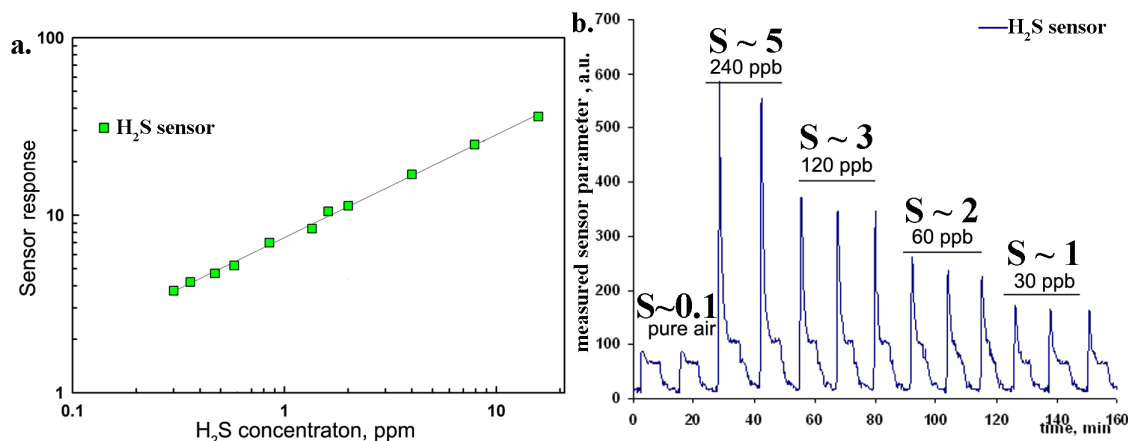 a.
100
10
1
Sensor response
H₂S sensor
0.1
1
10
H₂S concentraton, ppm
b.
700
600
500
400
300
200
100
0
measured sensor parameter , a.u.
H₂S sensor
S ~ 5
240 ppb
S ~ 3
120 ppb
S ~ 2
60 ppb
S ~ 1
30 ppb
S~0.1
pure air
0
20
40
60
80
100
120
140
160
time, min